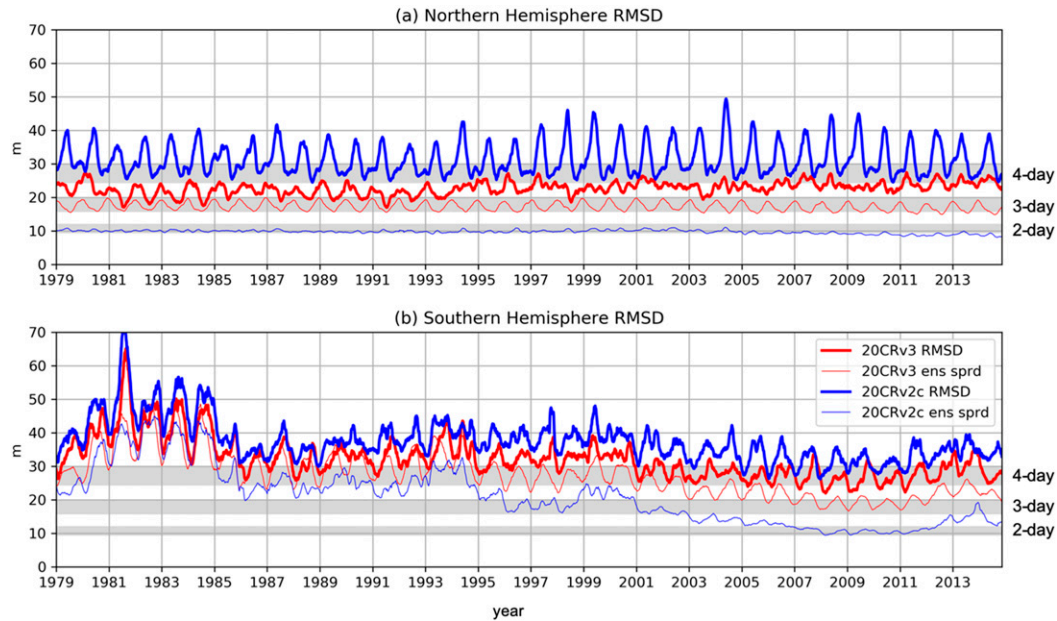 (a) Northern Hemisphere RMSD
70
60
50
40
30
20
10
0
m
4-day
3-day
2-day
1979 1981 1983 1985 1987 1989 1991 1993 1995 1997 1999 2001 2003 2005 2007 2009 2011 2013
(b) Southern Hemisphere RMSD
70
60
50
40
30
20
10
0
m
20CRv3 RMSD
20CRv3 ens sprd
20CRv2c RMSD
20CRv2c ens sprd
4-day
3-day
2-day
1979 1981 1983 1985 1987 1989 1991 1993 1995 1997 1999 2001 2003 2005 2007 2009 2011 2013
year